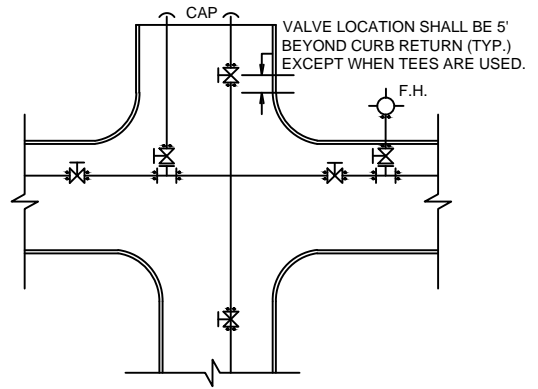 CAP
VALVE LOCATION SHALL BE 5'
BEYOND CURB RETURN (TYP.)
EXCEPT WHEN TEES ARE USED.
F.H.